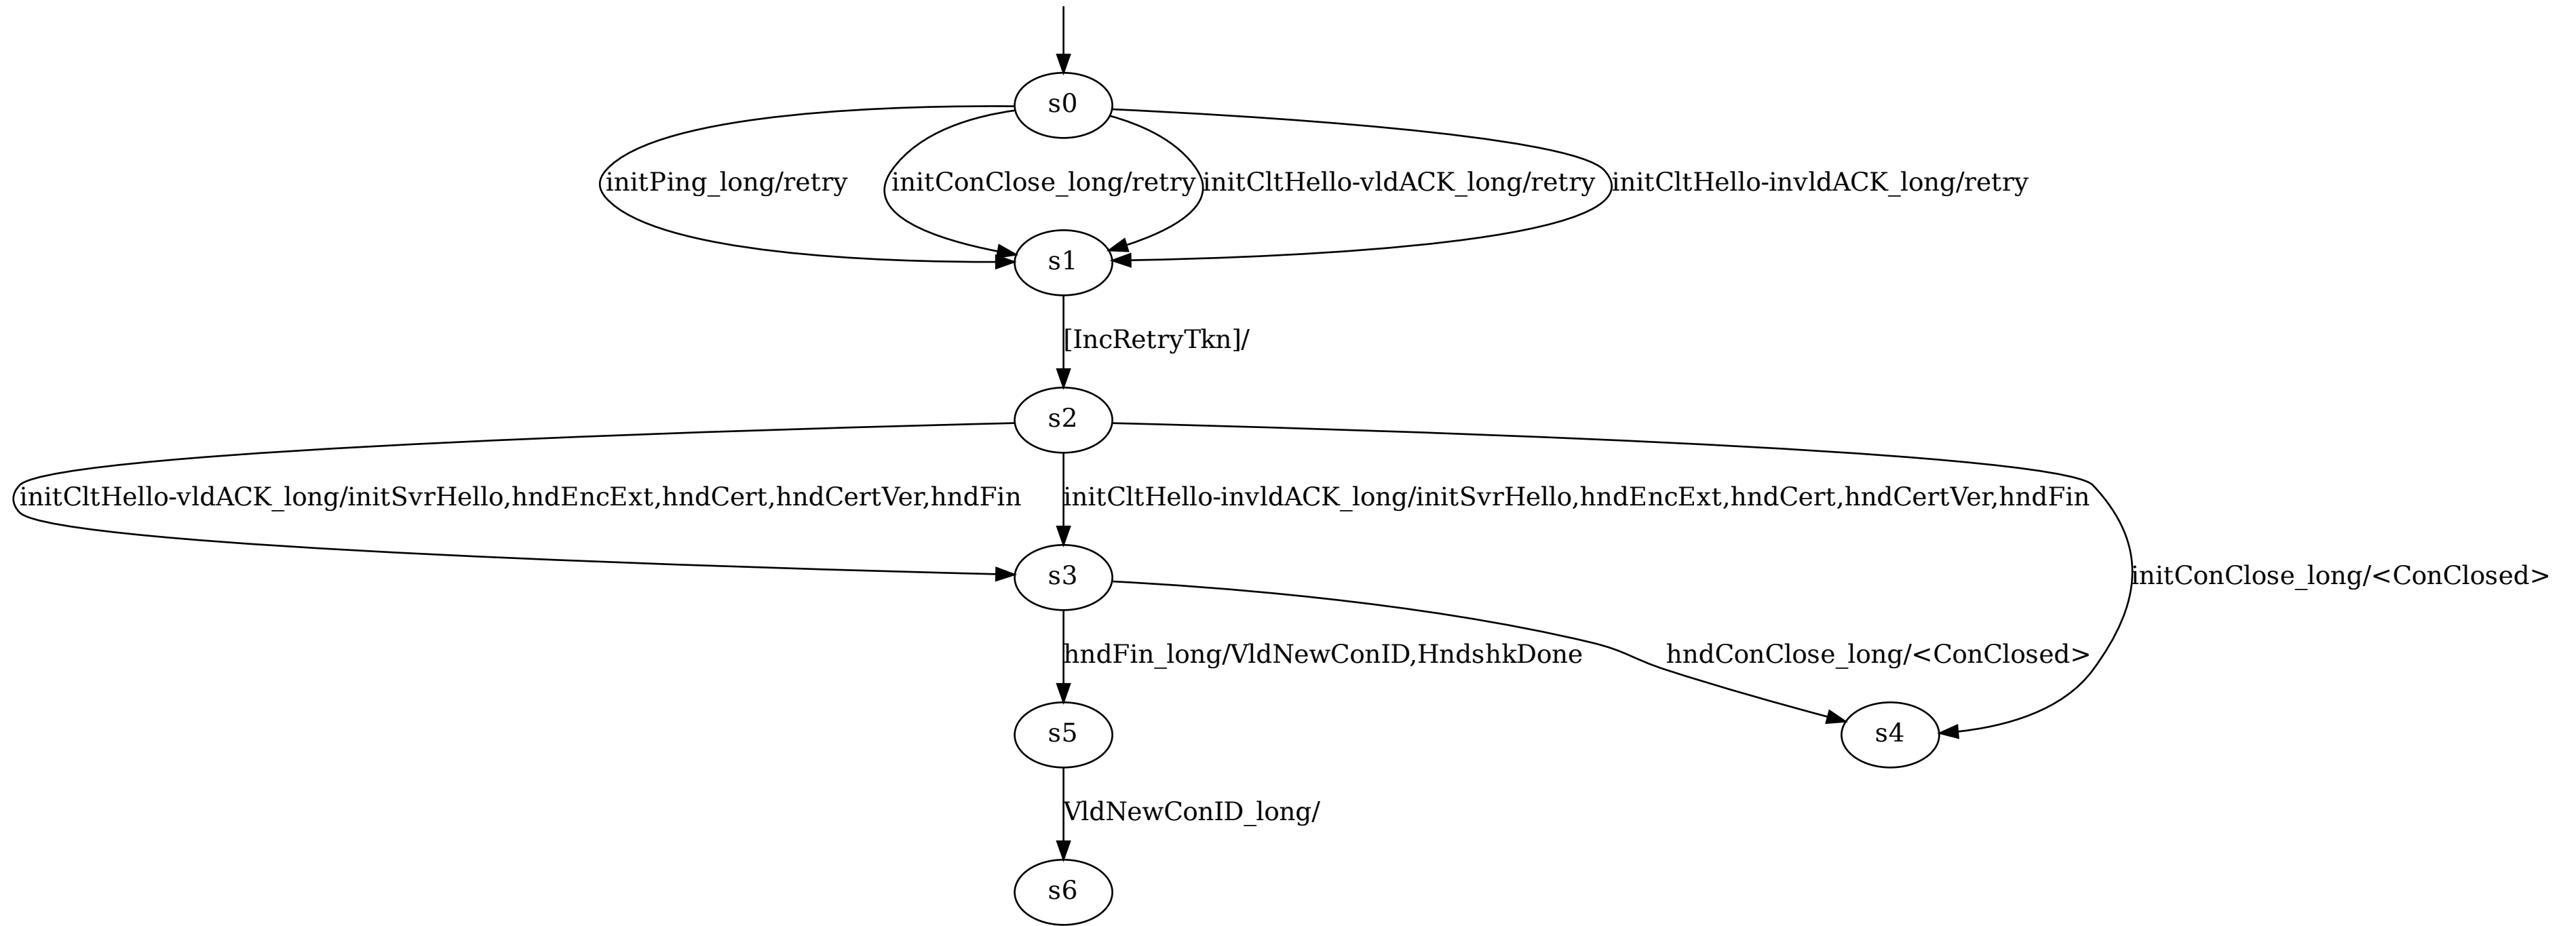 s0
initPing_long/retry
initConClose_long/retry
initCltHello-vldACK_long/retry
initCltHello-invldACK_long/retry
s1
[IncRetryTkn]/
s2
initCltHello-vldACK_long/initSvrHello,hndEncExt,hndCert,hndCertVer,hndFin
initCltHello-invldACK_long/initSvrHello,hndEncExt,hndCert,hndCertVer,hndFin
s3
initConClose_long/<ConClosed>
hndFin_long/VldNewConID,HndshkDone
hndConClose_long/<ConClosed>
s5
s4
VldNewConID_long/
s6